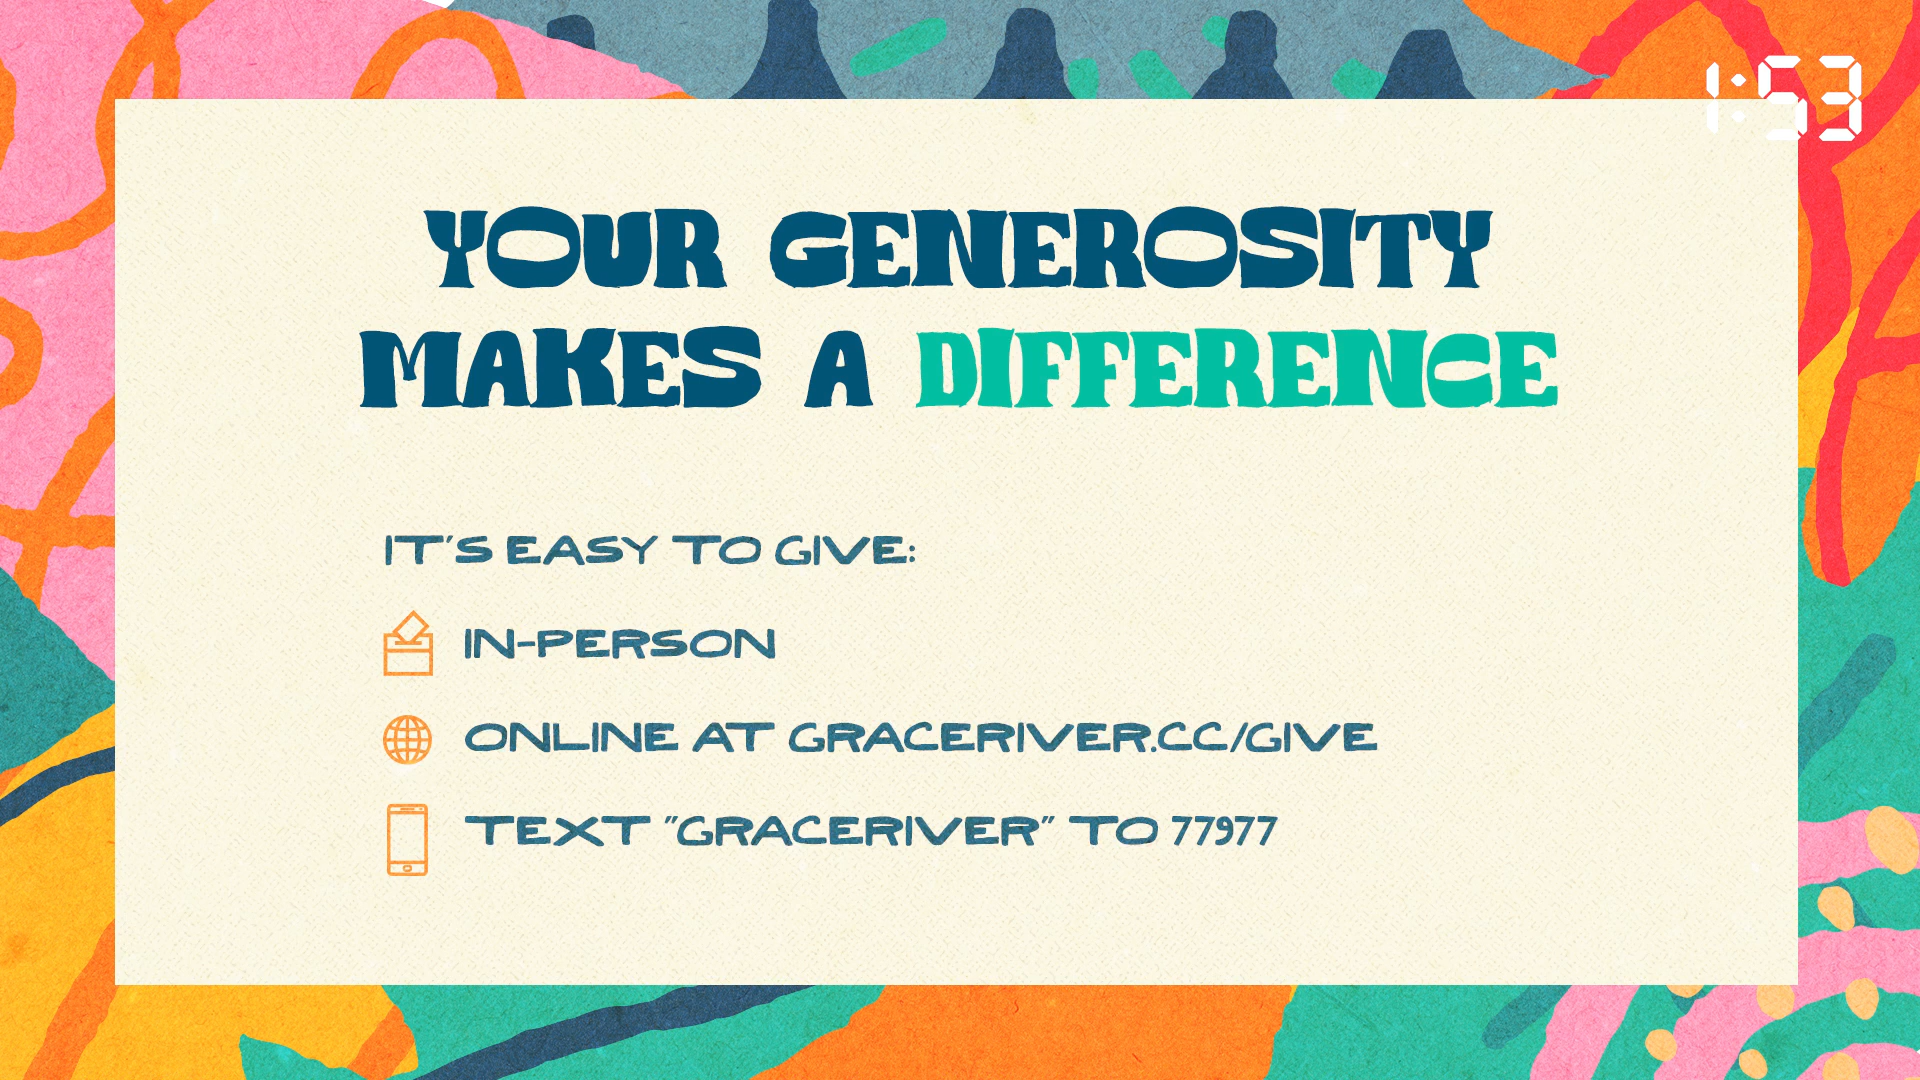 1:53
YOUR GENEROSITY
MAKES A DIFFERENCE
IT'S EASY TO GIVE:
IN-PERSON
ONLINE AT GRACERIVER.CC/GIVE
TEXT "GRACERIVER" TO 77977